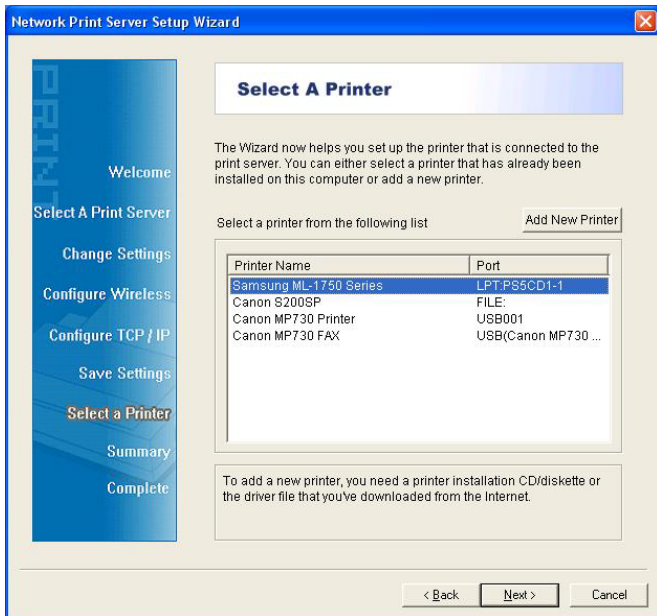 Network Print Server Setup Wizard
PRINT
Welcome
Select A Print Server
Change Settings
Configure Wireless
Configure TCP / IP
Save Settings
Select a Printer
Summary
Complete
Select A Printer
The Wizard now helps you set up the printer that is connected to the
print server. You can either select a printer that has already been
installed on this computer or add a new printer.
Select a printer from the following list
Add New Printer
Printer Name Port
Samsung ML-1750 Series LPT:PS5CD1-1
Canon S200SP FILE:
Canon MP730 Printer USB001
Canon MP730 FAX USB(Canon MP730 ...
To add a new printer, you need a printer installation CD/diskette or
the driver file that you've downloaded from the Internet.
< Back Next > Cancel